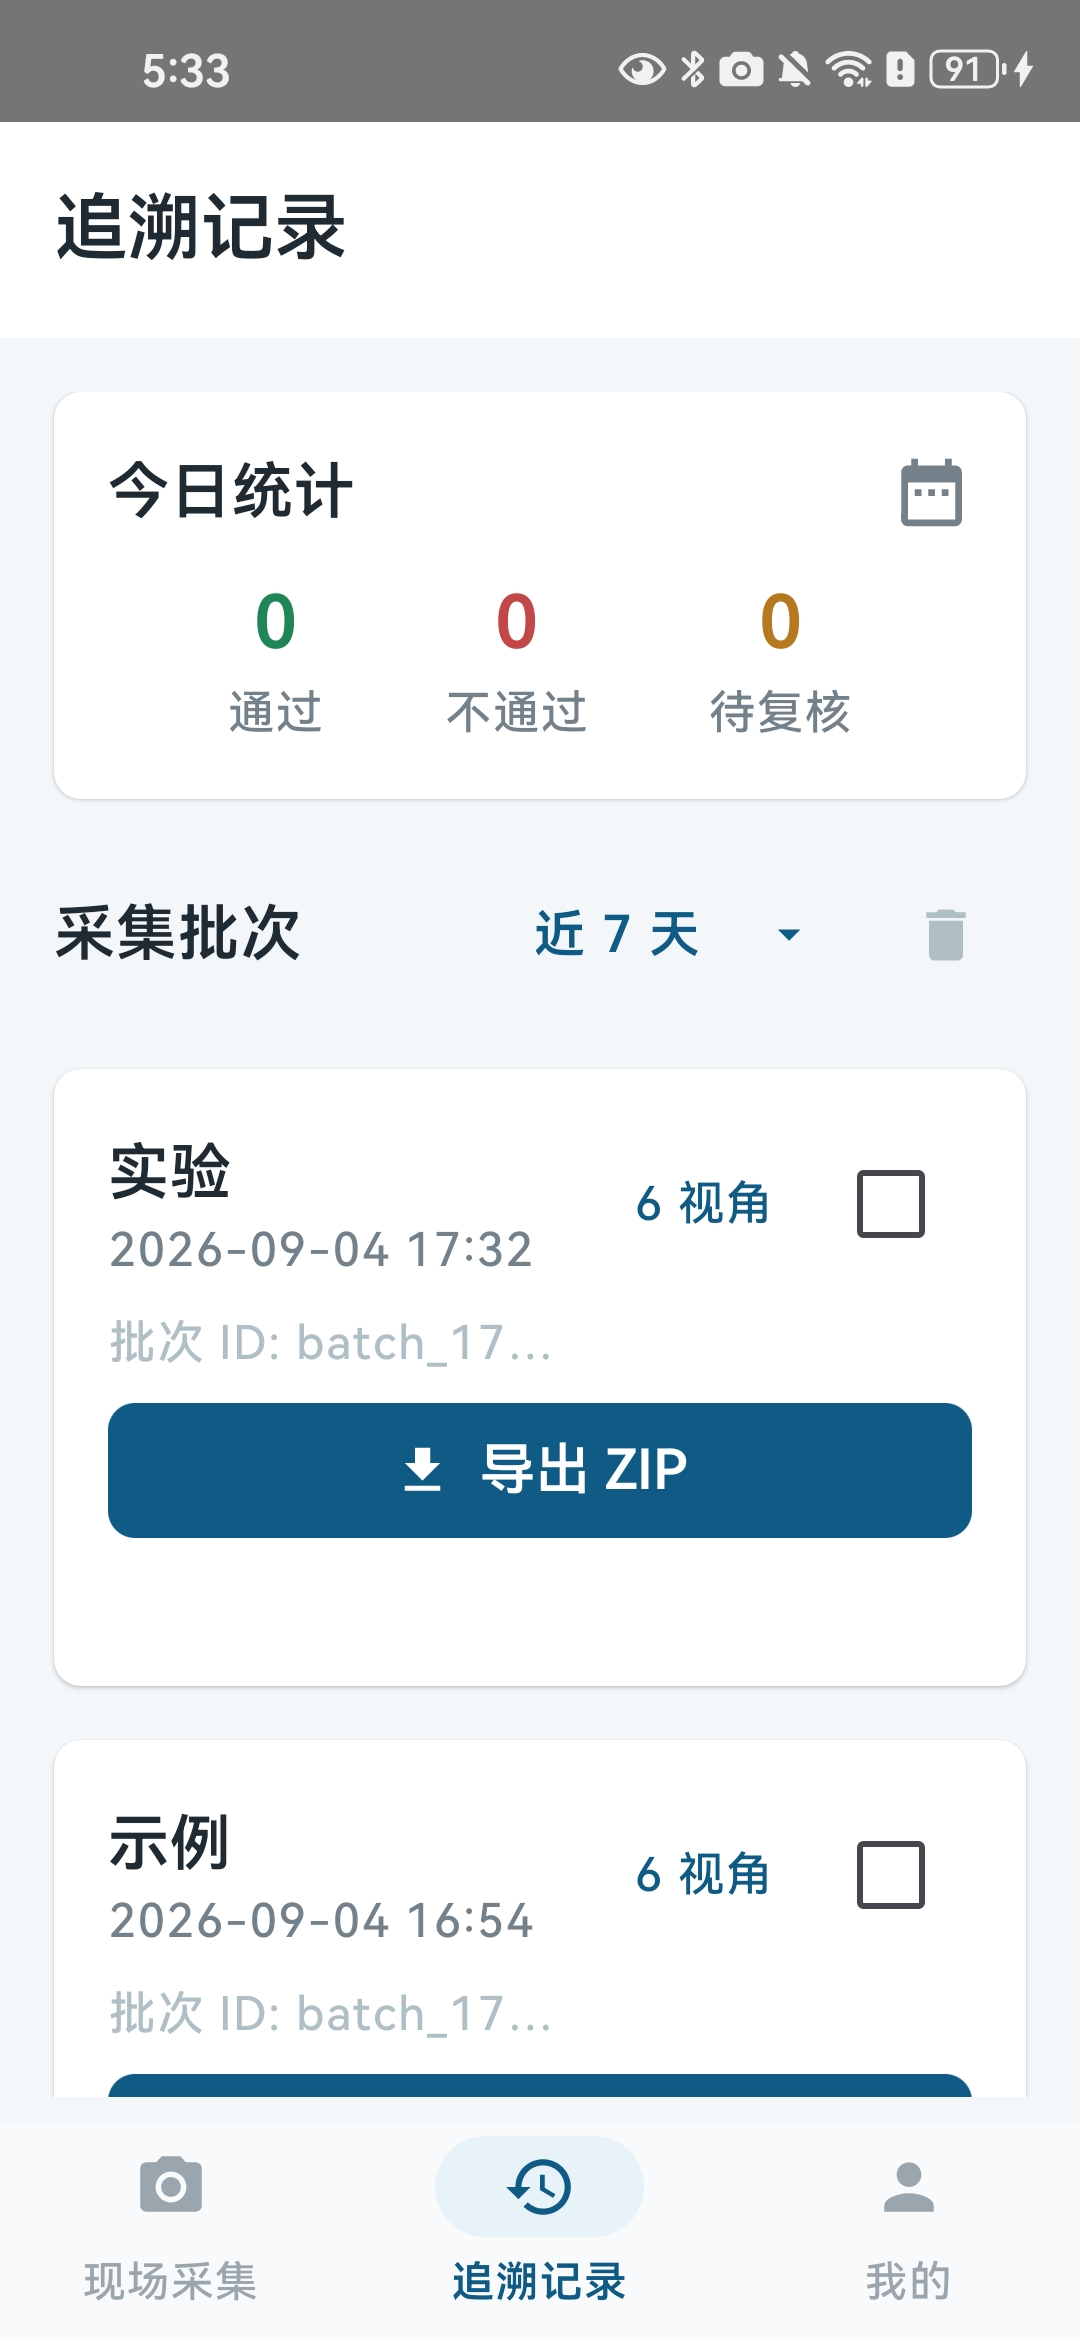 5:33
91
追溯记录
今日统计
0 0 0
通过 不通过 待复核
采集批次 近 7 天
实验
6 视角
2026-09-04 17:32
批次 ID: batch_17...
导出 ZIP
示例
6 视角
2026-09-04 16:54
批次 ID: batch_17...
现场采集 追溯记录 我的